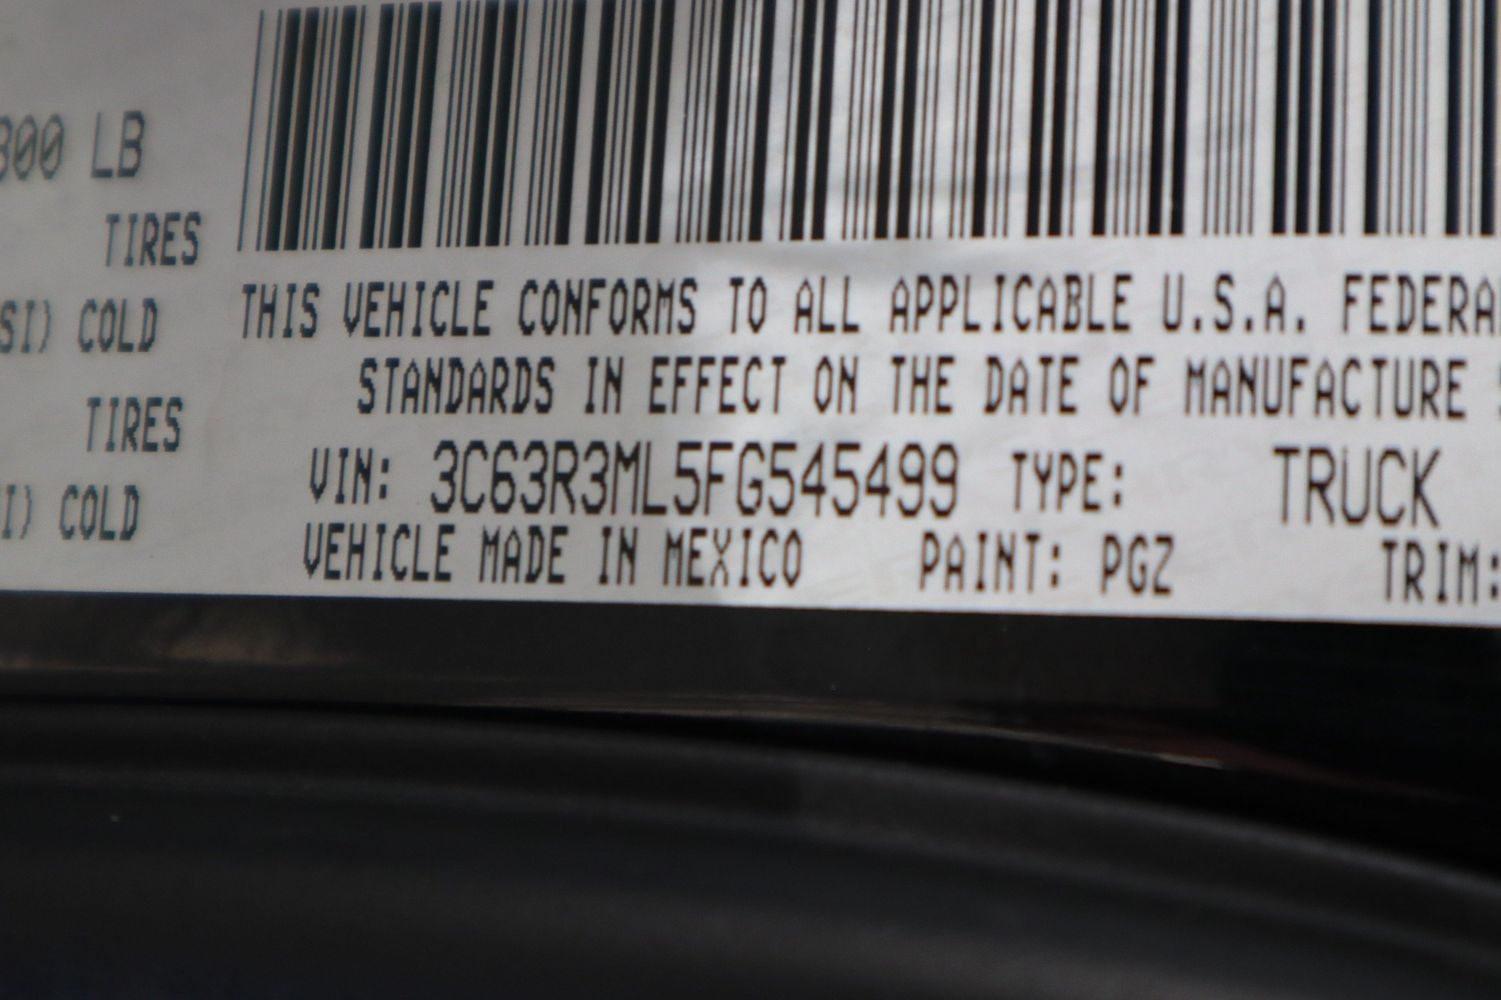 300 LB
TIRES
SI) COLD
TIRES
I) COLD
THIS VEHICLE CONFORMS TO ALL APPLICABLE U.S.A. FEDERA
STANDARDS IN EFFECT ON THE DATE OF MANUFACTURE
VIN: 3C63R3ML5FG545499 TYPE: TRUCK
VEHICLE MADE IN MEXICO PAINT: PGZ TRIM: